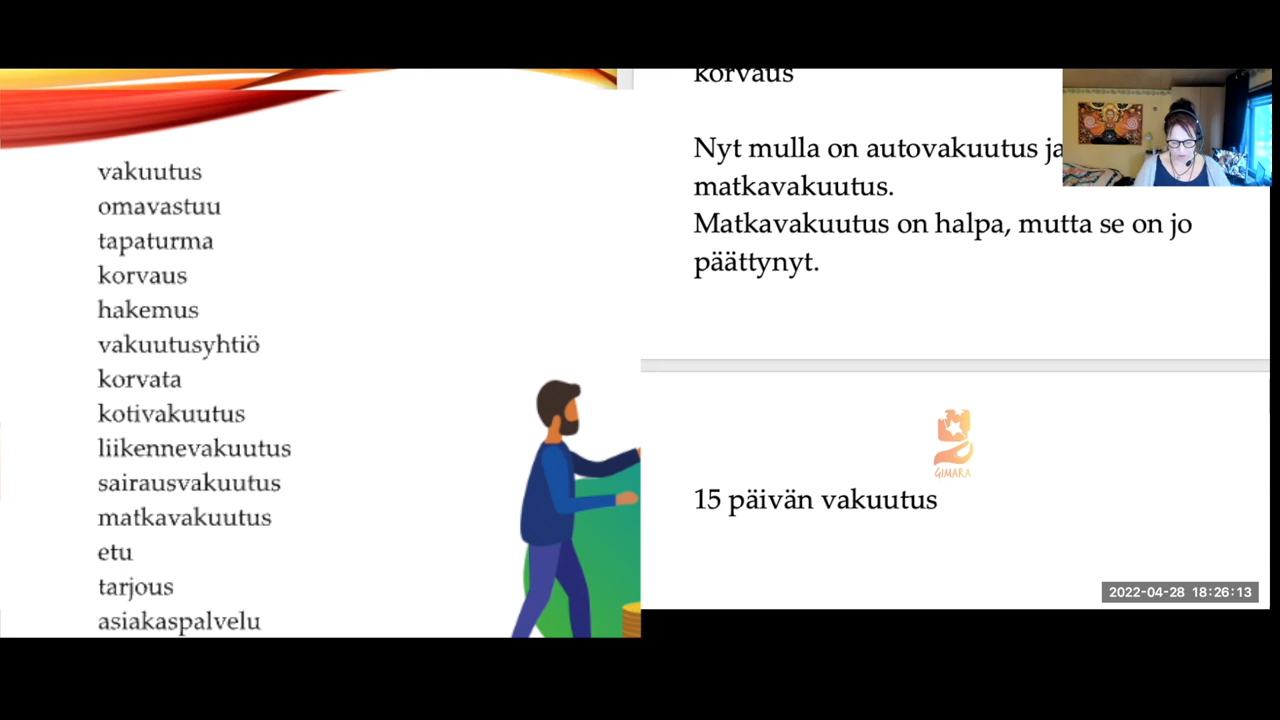 vakuutus
omavastuu
tapaturma
korvaus
hakemus
vakuutusyhtiö
korvata
kotivakuutus
liikennevakuutus
sairausvakuutus
matkavakuutus
etu
tarjous
asiakaspalvelu
korvaus
Nyt mulla on autovakuutus ja
matkavakuutus.
Matkavakuutus on halpa, mutta se on jo
päättynyt.
GIMARA
15 päivän vakuutus
2022-04-28 18:26:13